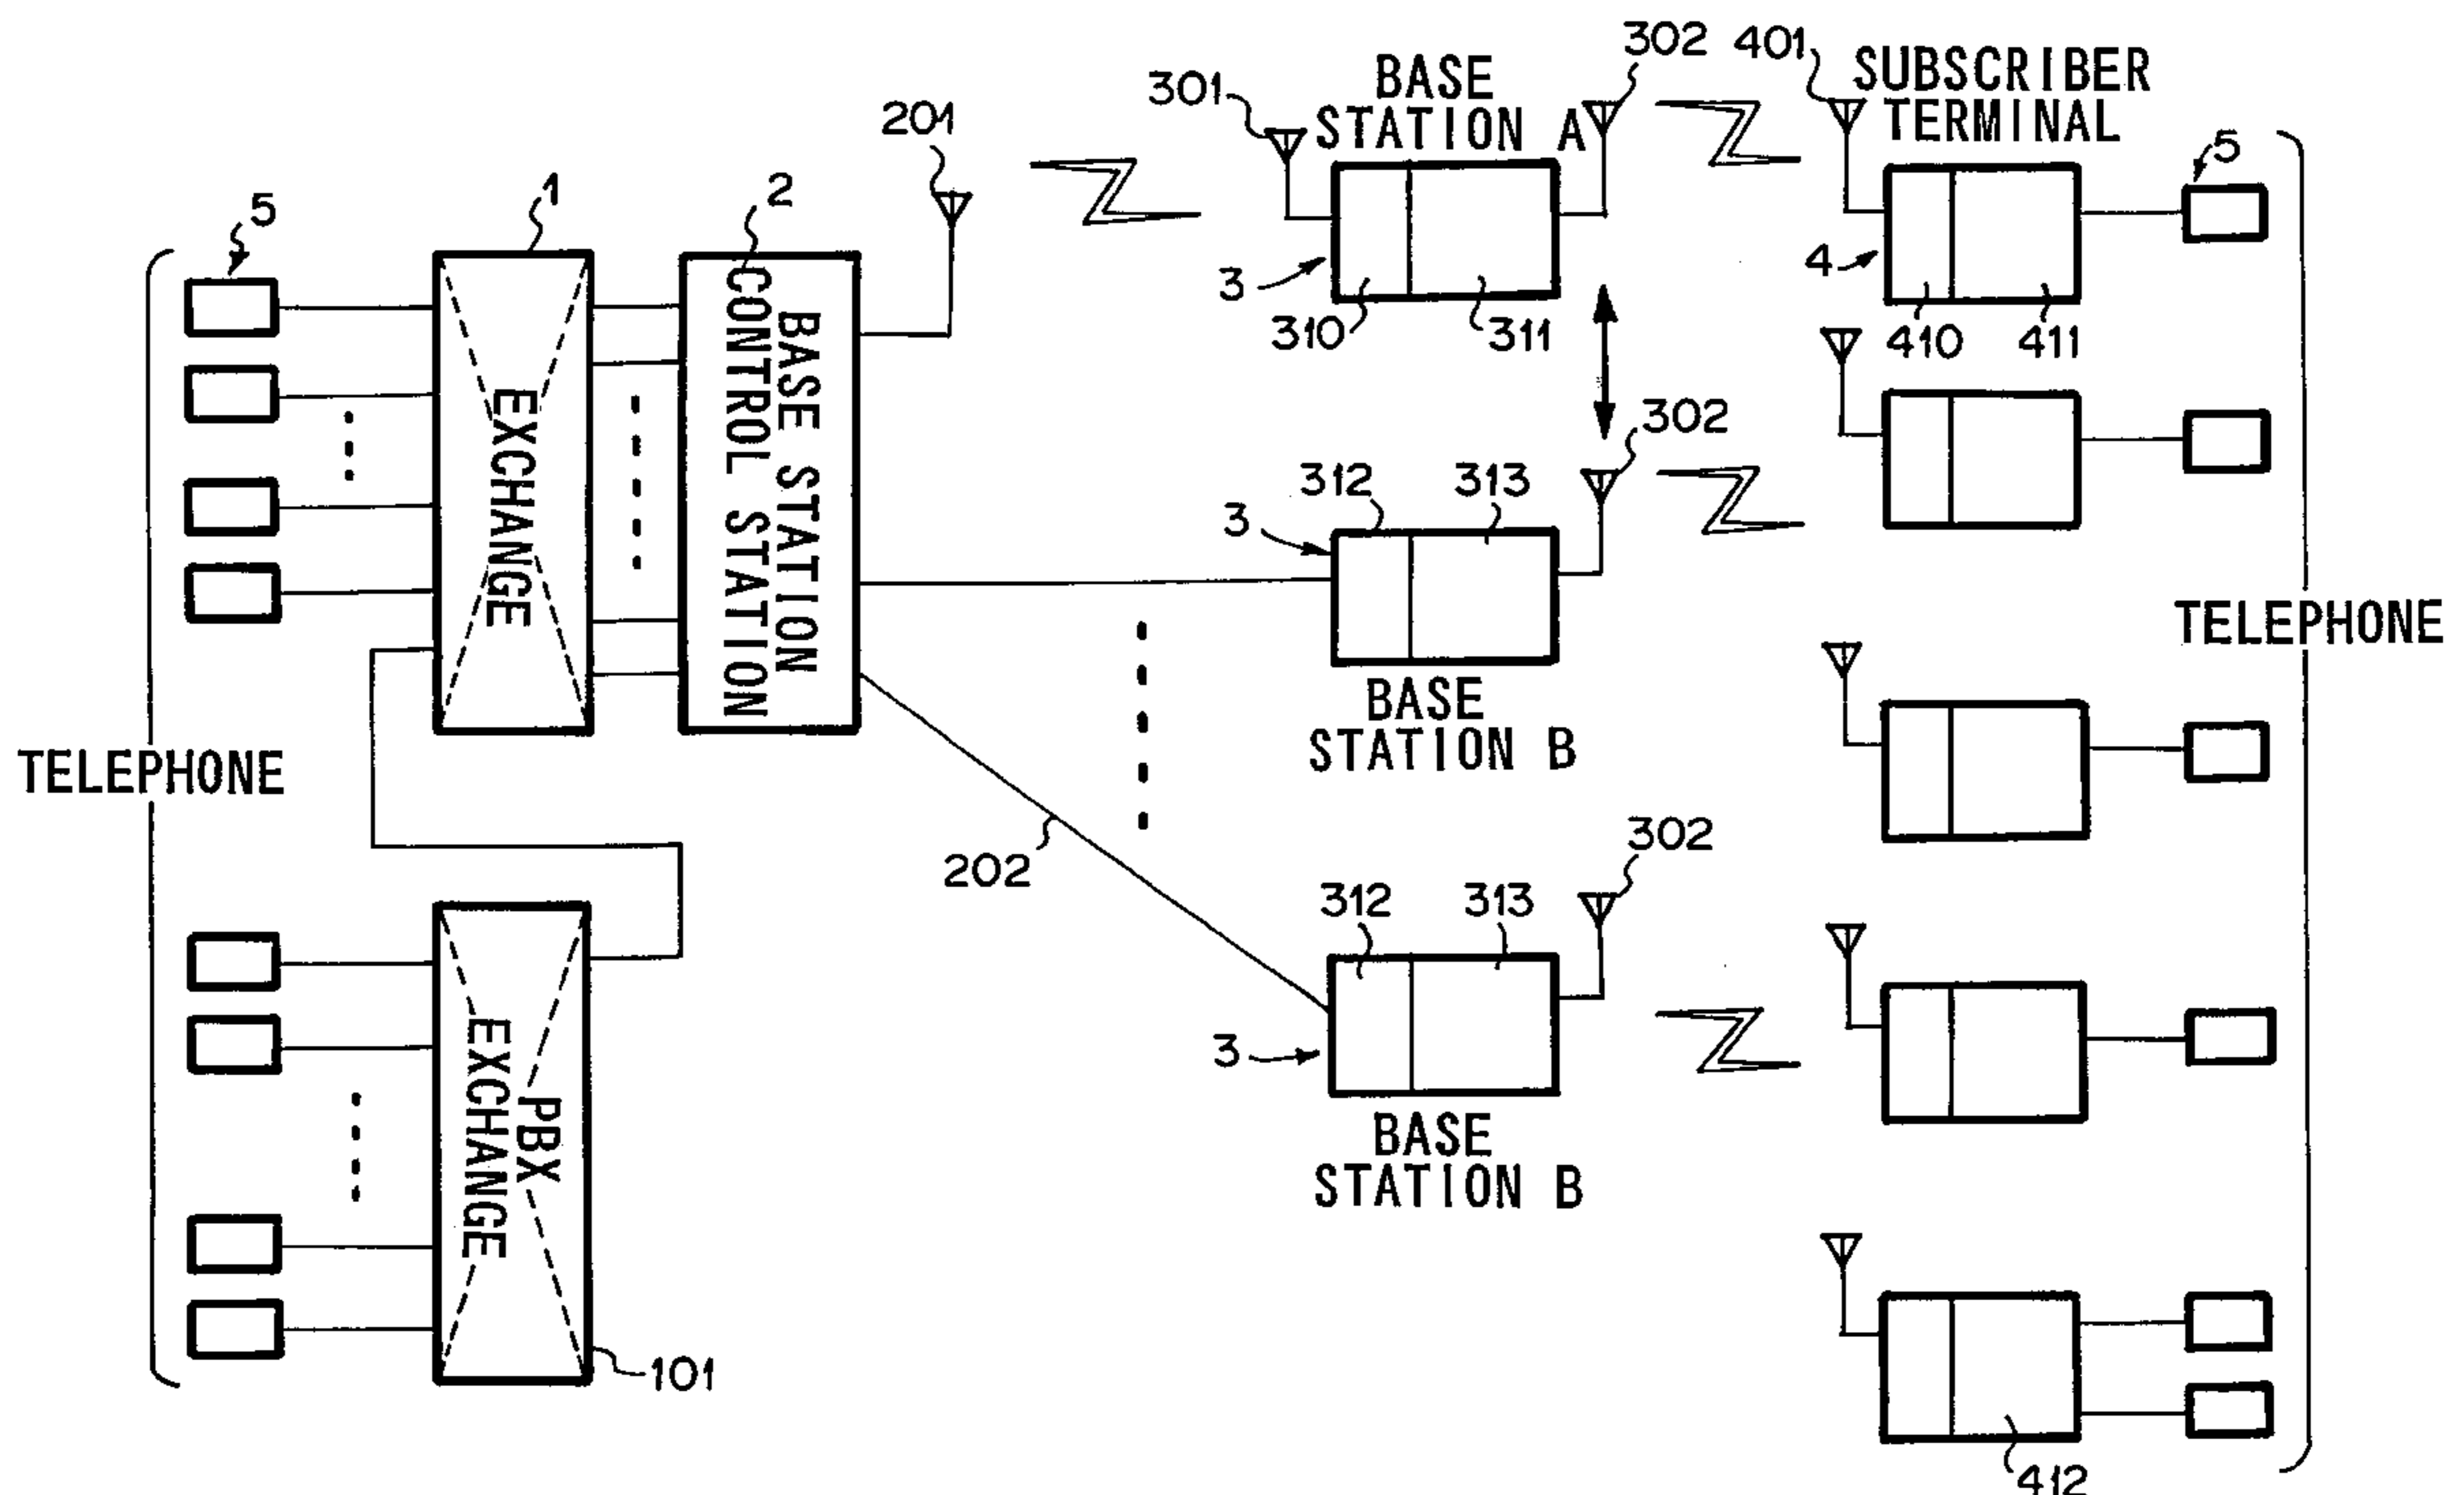 302
401
SUBSCRIBER
TERMINAL
BASE
STATION A
301
201
5
1
2
5
3
310
311
4
410
411
EXCHANGE
BASE STATION
CONTROL STATION
302
312
313
3
BASE
STATION B
TELEPHONE
TELEPHONE
202
302
312
313
3
BASE
STATION B
PBX
EXCHANGE
101
412